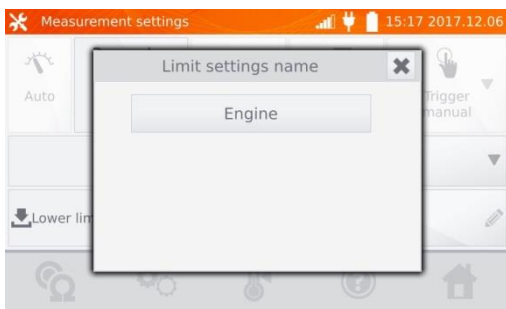 Measurement settings
15:17 2017.12.06
Limit settings name
Auto
Trigger
manual
Engine
Lower lim